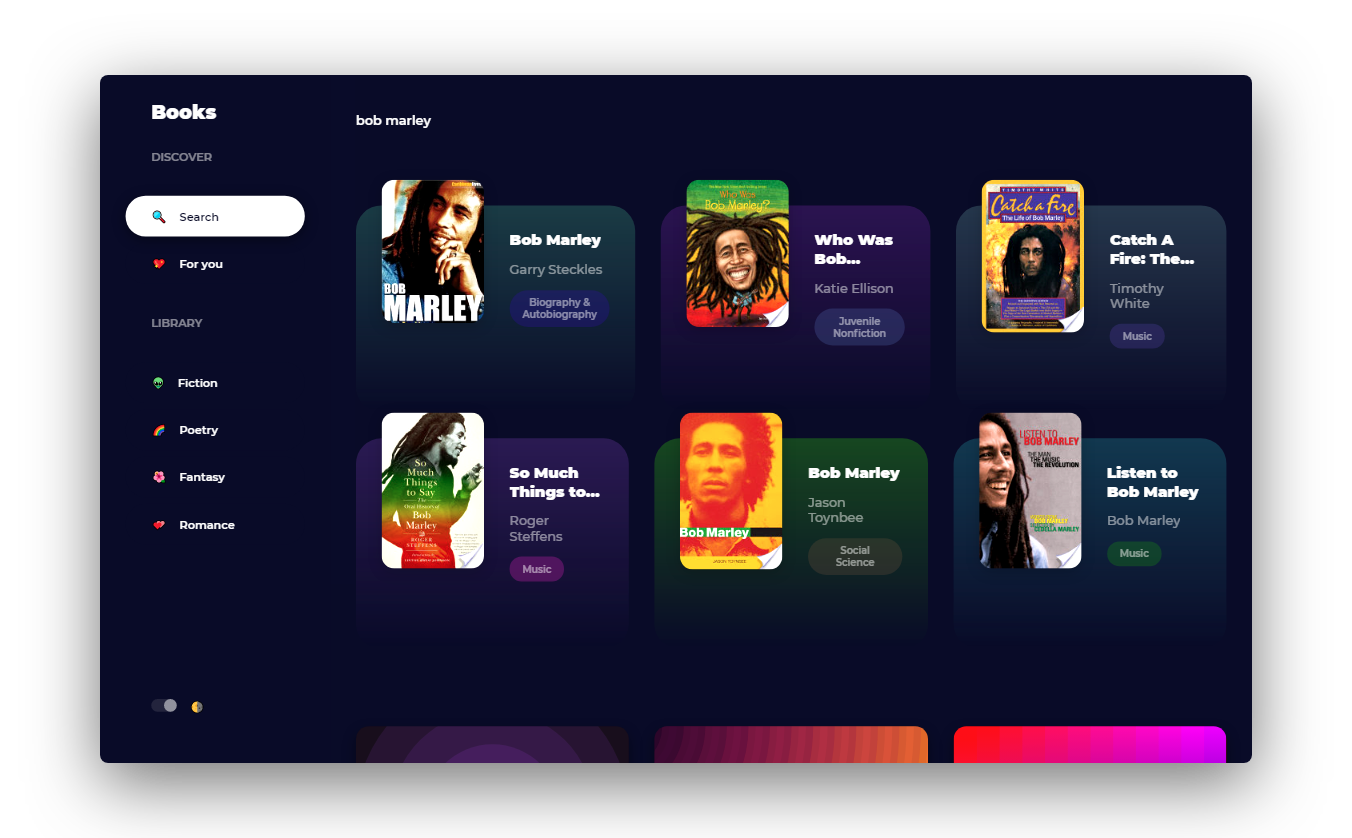 Books
DISCOVER
Search
For you
LIBRARY
Fiction
Poetry
Fantasy
Romance
bob marley
BOB
MARLEY
Bob Marley
Garry Steckles
Biography &
Autobiography
Who Was
Bob Marley?
Who Was
Bob...
Katie Ellison
Juvenile
Nonfiction
TIMOTHY WHITE
Catch a Fire
The Life of Bob Marley
Catch A
Fire: The...
Timothy
White
Music
So
Much
Things
to Say
The
Oral History of
Bob
Marley
ROGER
STEFFENS
So Much
Things to...
Roger
Steffens
Music
Bob Marley
JASON TOYNBEE
Bob Marley
Jason
Toynbee
Social
Science
LISTEN TO
BOB MARLEY
THE MAN
THE MUSIC
THE REVOLUTION
BOB MARLEY
CEDELLA MARLEY
Listen to
Bob Marley
Bob Marley
Music